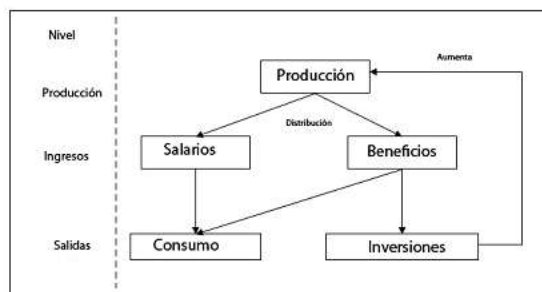 Nivel
Aumenta
Producción
Producción
Distribución
Ingresos
Salarios
Beneficios
Salidas
Consumo
Inversiones